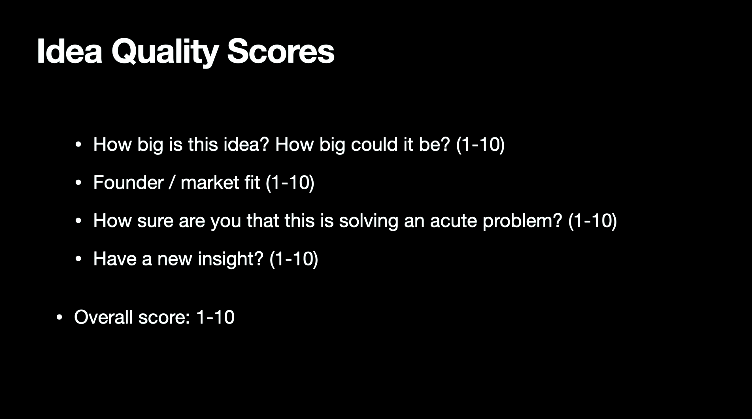 Idea Quality Scores
• How big is this idea? How big could it be? (1-10)
• Founder / market fit (1-10)
• How sure are you that this is solving an acute problem? (1-10)
• Have a new insight? (1-10)
• Overall score: 1-10